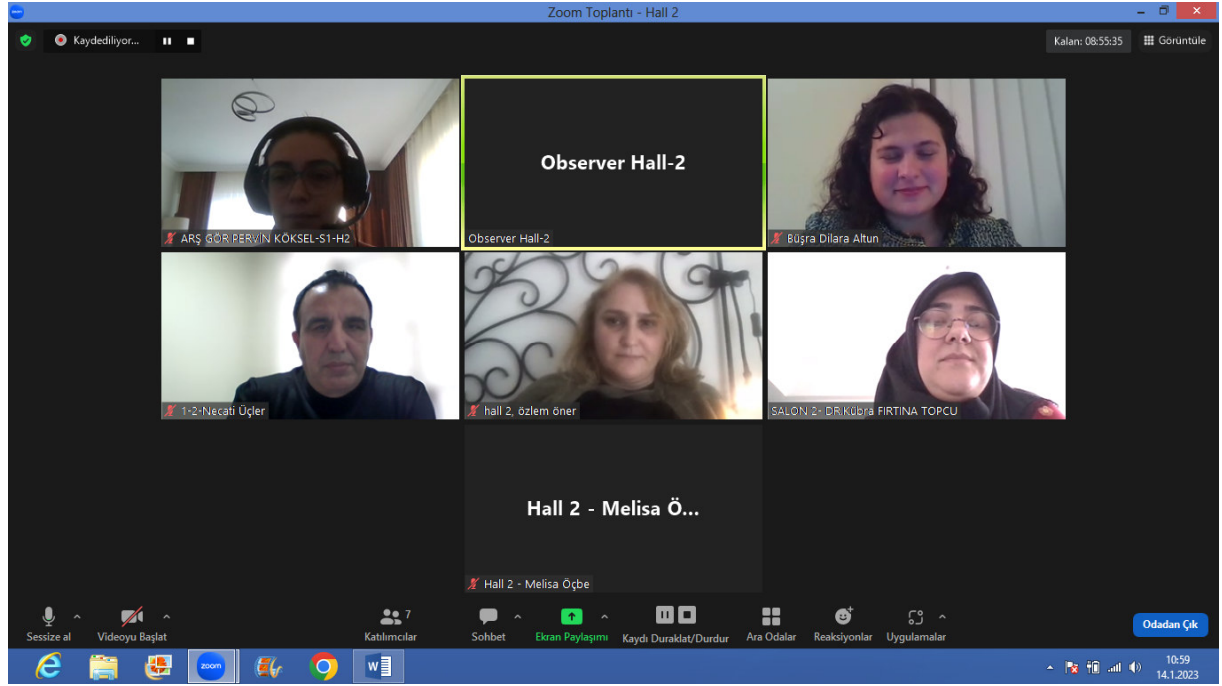 zoom
Zoom Toplantı - Hall 2
Kaydediliyor...
Kalan: 08:55:35
Görüntüle
ARŞ GÖR PERVİN KÖKSEL-S1-H2
Observer Hall-2
Observer Hall-2
Büşra Dilara Altun
1-2-Necati Üçler
hall 2, özlem öner
SALON 2- DR.Kübra FIRTINA TOPCU
Hall 2 - Melisa Ö...
Hall 2 - Melisa Öçbe
7
Sessize al
Videoyu Başlat
Katılımcılar
Sohbet
Ekran Paylaşımı
Kaydı Duraklat/Durdur
Ara Odalar
Reaksiyonlar
Uygulamalar
Odadan Çık
zoom
W
10:59
14.1.2023